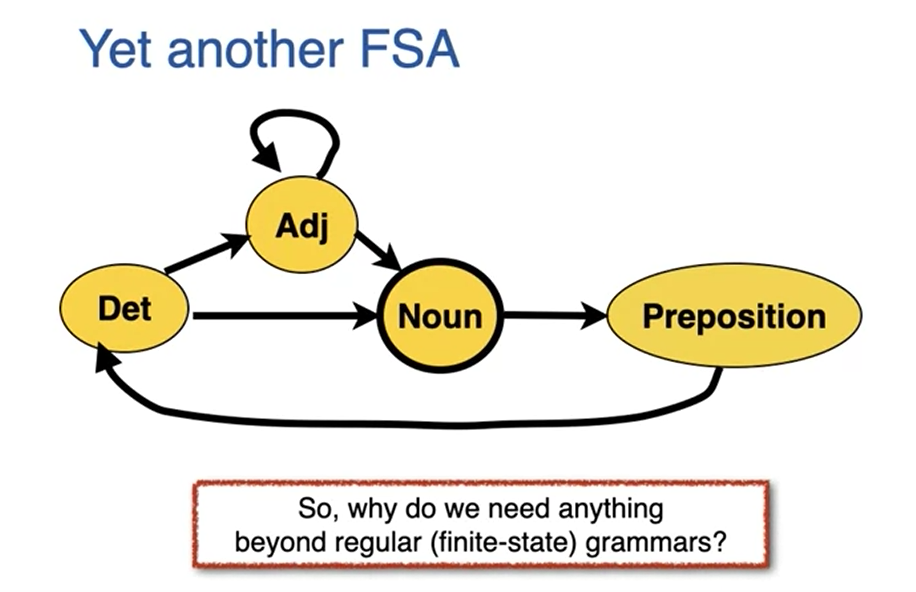 Yet another FSA
Adj
Det
Noun
Preposition
So, why do we need anything
beyond regular (finite-state) grammars?